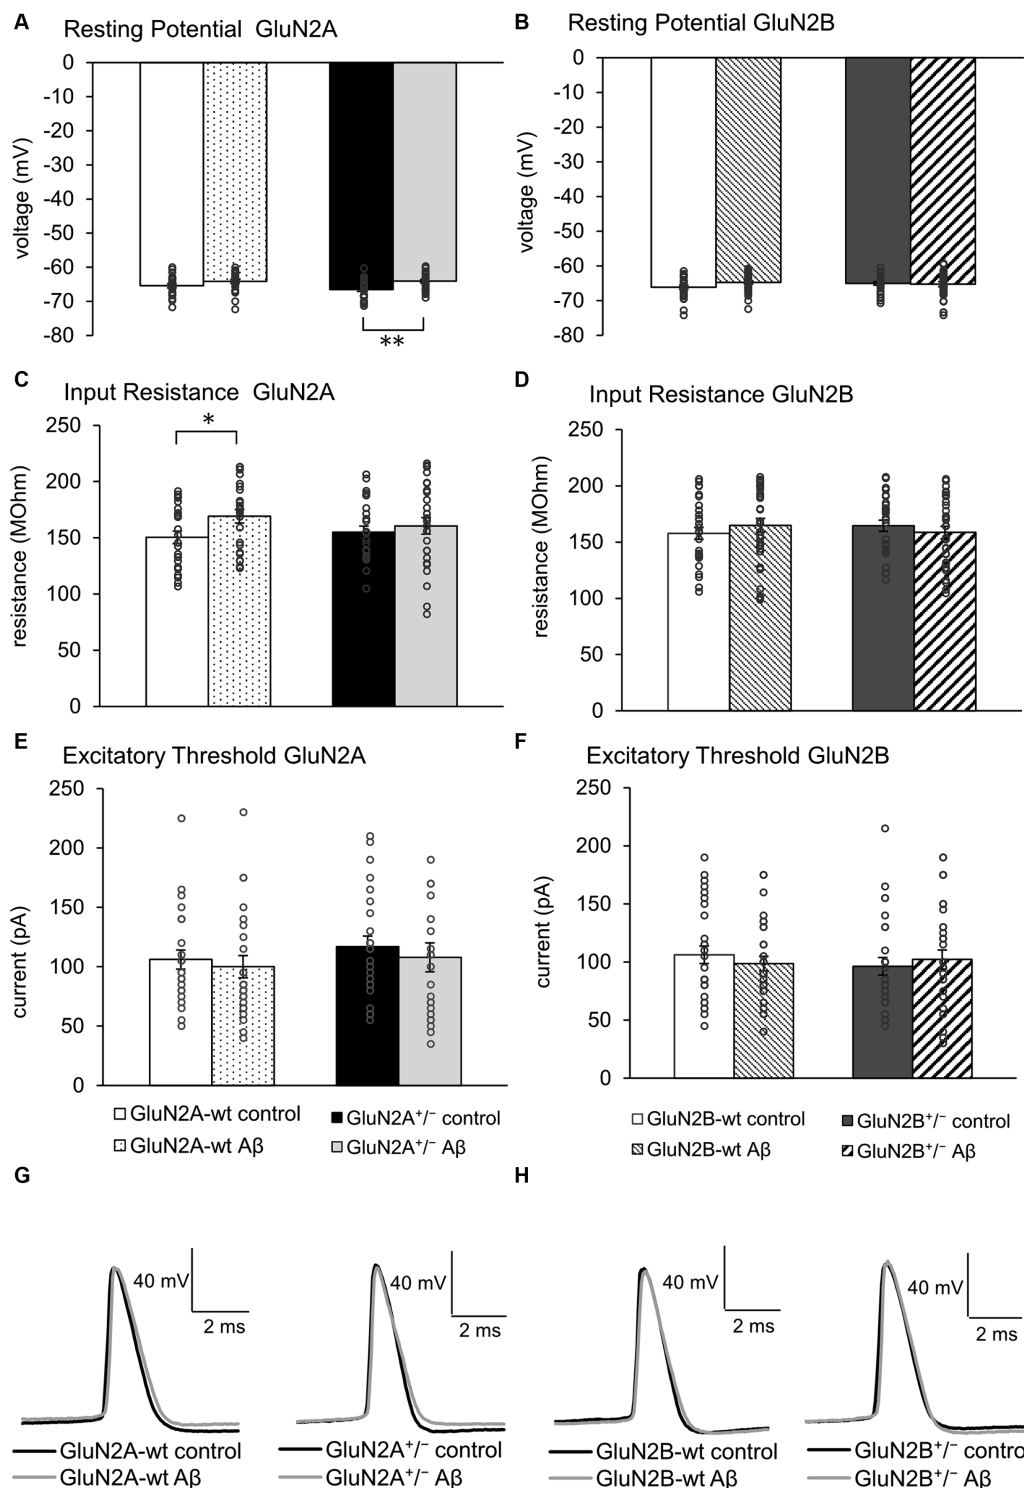 A Resting Potential GluN2A
0
-10
-20
-30
-40
-50
-60
-70
-80
voltage (mV)
**
B Resting Potential GluN2B
0
-10
-20
-30
-40
-50
-60
-70
-80
voltage (mV)
C Input Resistance GluN2A
250
200
150
100
50
0
resistance (MOhm)
*
D Input Resistance GluN2B
250
200
150
100
50
0
resistance (MOhm)
E Excitatory Threshold GluN2A
250
200
150
100
50
0
current (pA)
GluN2A-wt control
GluN2A⁺/⁻ control
GluN2A-wt Aβ
GluN2A⁺/⁻ Aβ
F Excitatory Threshold GluN2B
250
200
150
100
50
0
current (pA)
GluN2B-wt control
GluN2B⁺/⁻ control
GluN2B-wt Aβ
GluN2B⁺/⁻ Aβ
G
40 mV
2 ms
GluN2A-wt control
GluN2A-wt Aβ
40 mV
2 ms
GluN2A⁺/⁻ control
GluN2A⁺/⁻ Aβ
H
40 mV
2 ms
GluN2B-wt control
GluN2B-wt Aβ
40 mV
2 ms
GluN2B⁺/⁻ contro
GluN2B⁺/⁻ Aβ